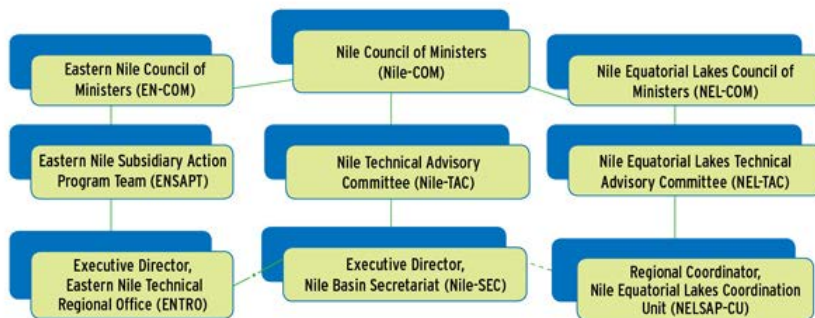 Eastern Nile Council of
Ministers (EN-COM)
Nile Council of Ministers
(Nile-COM)
Nile Equatorial Lakes Council of
Ministers (NEL-COM)
Eastern Nile Subsidiary Action
Program Team (ENSAPT)
Nile Technical Advisory
Committee (Nile-TAC)
Nile Equatorial Lakes Technical
Advisory Committee (NEL-TAC)
Executive Director,
Eastern Nile Technical
Regional Office (ENTRO)
Executive Director,
Nile Basin Secretariat (Nile-SEC)
Regional Coordinator,
Nile Equatorial Lakes Coordination
Unit (NELSAP-CU)